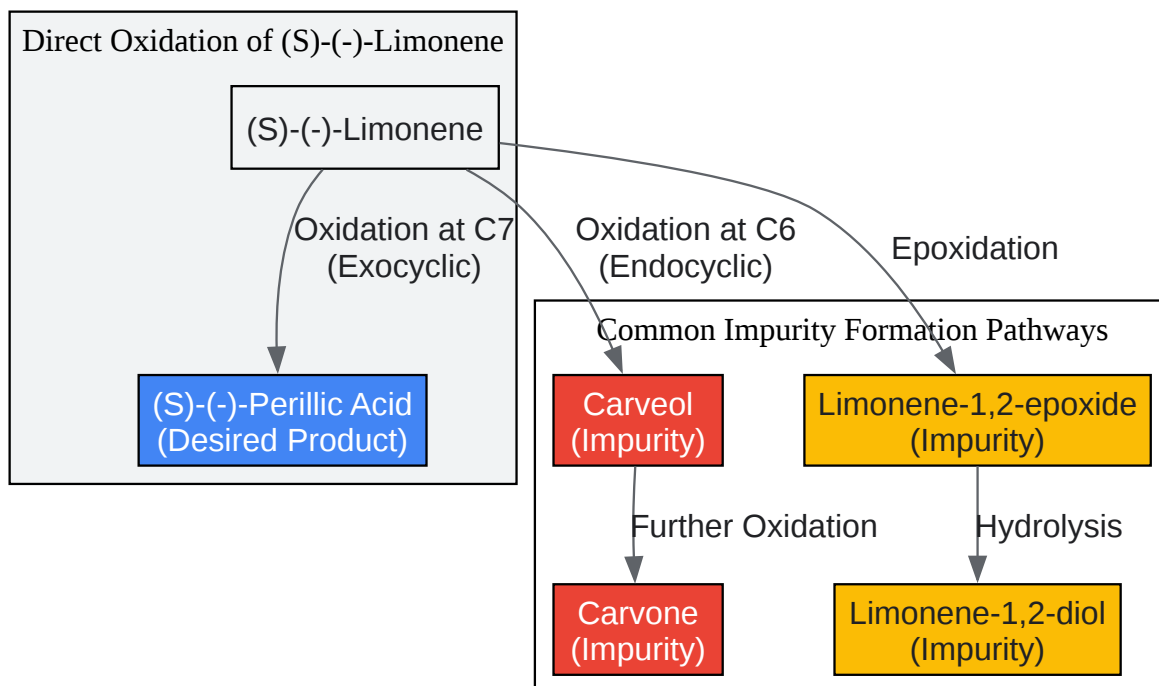 Direct Oxidation of (S)-(-)-Limonene
(S)-(-)-Limonene
Oxidation at C7
(Exocyclic)
Oxidation at C6
(Endocyclic)
Epoxidation
Common Impurity Formation Pathways
(S)-(-)-Perillic Acid
(Desired Product)
Carveol
(Impurity)
Limonene-1,2-epoxide
(Impurity)
Further Oxidation
Hydrolysis
Carvone
(Impurity)
Limonene-1,2-diol
(Impurity)